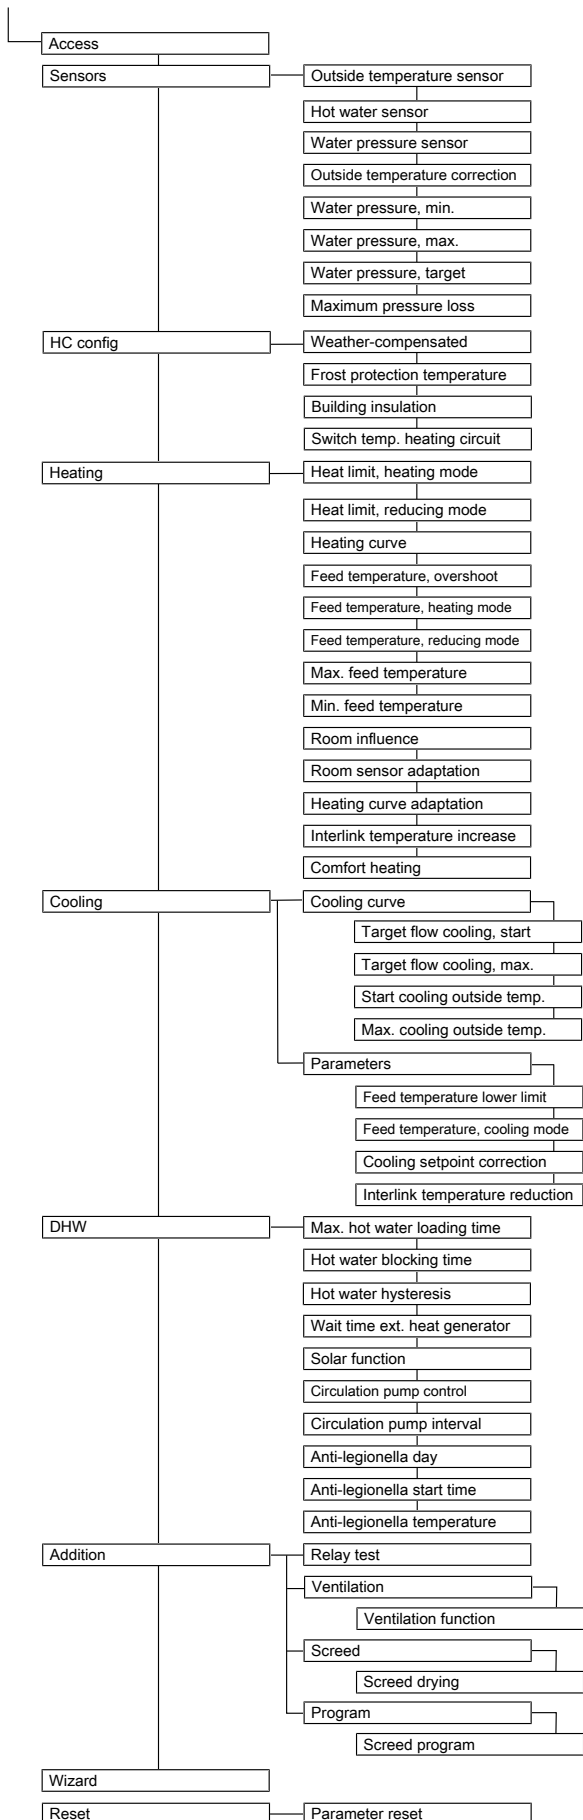 Access
Sensors
Outside temperature sensor
Hot water sensor
Water pressure sensor
Outside temperature correction
Water pressure, min.
Water pressure, max.
Water pressure, target
Maximum pressure loss
HC config
Weather-compensated
Frost protection temperature
Building insulation
Switch temp. heating circuit
Heating
Heat limit, heating mode
Heat limit, reducing mode
Heating curve
Feed temperature, overshoot
Feed temperature, heating mode
Feed temperature, reducing mode
Max. feed temperature
Min. feed temperature
Room influence
Room sensor adaptation
Heating curve adaptation
Interlink temperature increase
Comfort heating
Cooling
Cooling curve
Target flow cooling, start
Target flow cooling, max.
Start cooling outside temp.
Max. cooling outside temp.
Parameters
Feed temperature lower limit
Feed temperature, cooling mode
Cooling setpoint correction
Interlink temperature reduction
DHW
Max. hot water loading time
Hot water blocking time
Hot water hysteresis
Wait time ext. heat generator
Solar function
Circulation pump control
Circulation pump interval
Anti-legionella day
Anti-legionella start time
Anti-legionella temperature
Addition
Relay test
Ventilation
Ventilation function
Screed
Screed drying
Program
Screed program
Wizard
Reset
Parameter reset